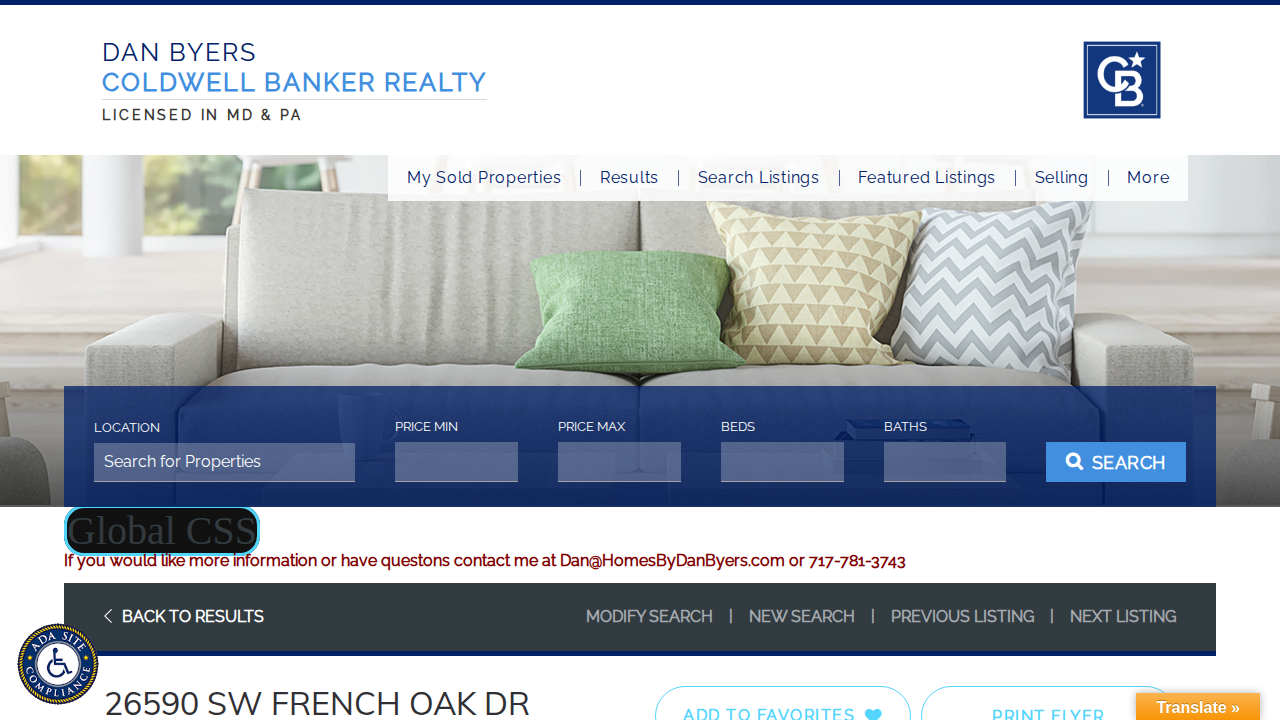 DAN BYERS
COLDWELL BANKER REALTY
LICENSED IN MD & PA
CB
My Sold Properties | Results | Search Listings | Featured Listings | Selling | More
LOCATION
PRICE MIN
PRICE MAX
BEDS
BATHS
Search for Properties
SEARCH
Global CSS
If you would like more information or have questons contact me at Dan@HomesByDanByers.com or 717-781-3743
BACK TO RESULTS
MODIFY SEARCH | NEW SEARCH | PREVIOUS LISTING | NEXT LISTING
ADA SITE COMPLIANCE
26590 SW FRENCH OAK DR
ADD TO FAVORITES
PRINT FLYER
Translate »